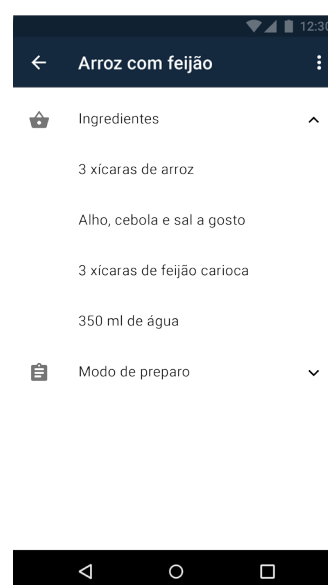 12:30
Arroz com feijão
Ingredientes
3 xícaras de arroz
Alho, cebola e sal a gosto
3 xícaras de feijão carioca
350 ml de água
Modo de preparo